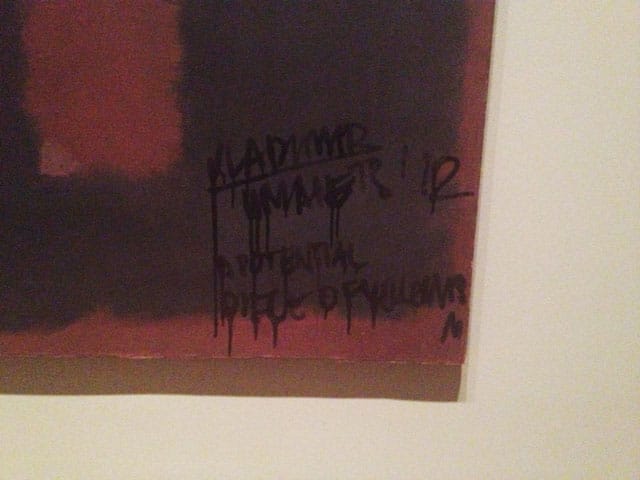 VLADIMIR
UMANETS '12
A POTENTIAL
PIECE OF YELLOWISM